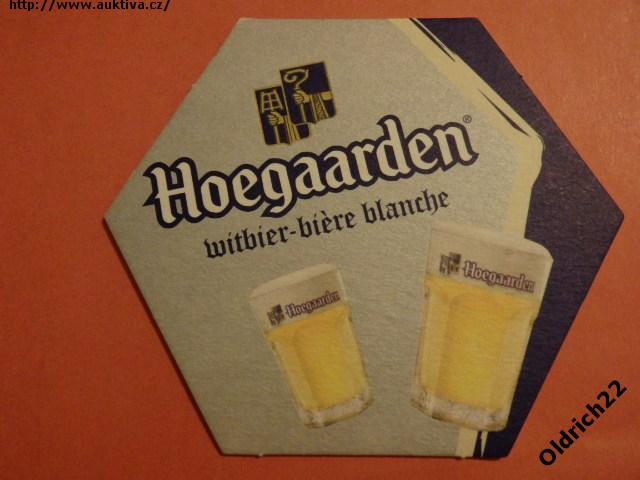 http://www.auktiva.cz/
Hoegaarden®
witbier-bière blanche
Hoegaarden
Hoegaarden
Oldrich22